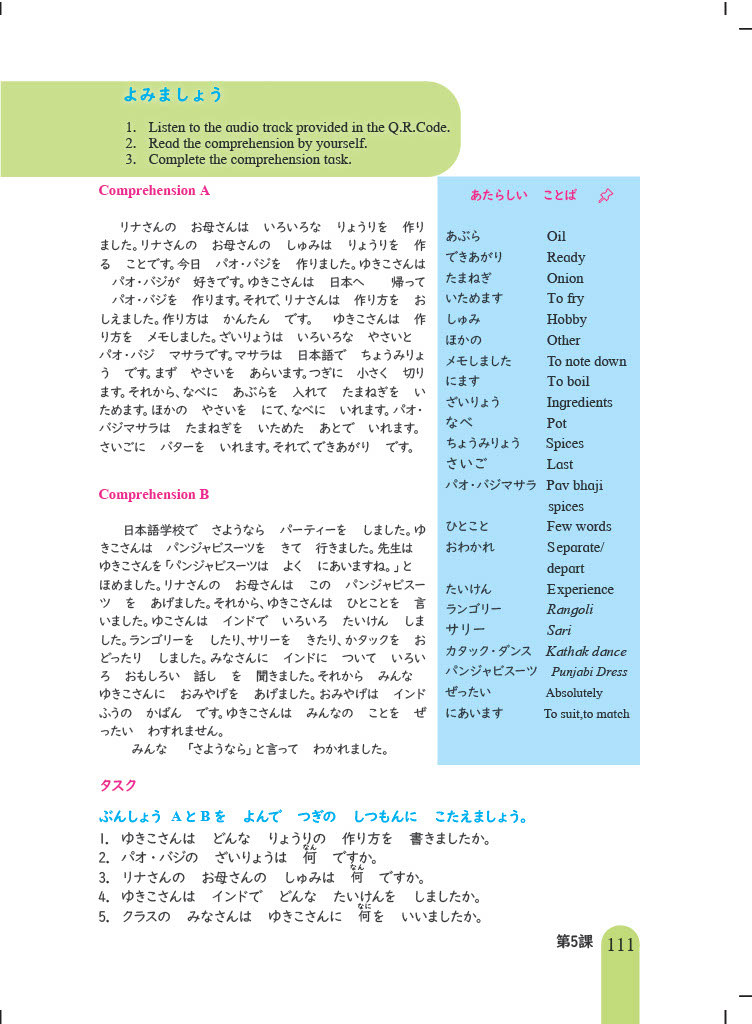 よみましょう
1. Listen to the audio track provided in the Q.R.Code.
2. Read the comprehension by yourself.
3. Complete the comprehension task.
Comprehension A
リナさんの お母さんは いろいろな りょうりを 作り
ました。リナさんの お母さんの しゅみは りょうりを 作
る ことです。今日 パオ・バジを 作りました。ゆきこさんは
パオ・バジが 好きです。ゆきこさんは 日本へ 帰って
パオ・バジを 作ります。それで、リナさんは 作り方を お
しえました。作り方は かんたん です。 ゆきこさんは 作
り方を メモしました。ざいりょうは いろいろな やさいと
パオ・バジ マサラです。マサラは 日本語で ちょうみりょ
う です。まず やさいを あらいます。つぎに 小さく 切り
ます。それから、なべに あぶらを 入れて たまねぎを い
ためます。ほかの やさいを にて、なべに いれます。パオ・
バジマサラは たまねぎを いためた あとで いれます。
さいごに バターを いれます。それで、できあがり です。
Comprehension B
日本語学校で さようなら パーティーを しました。ゆ
きこさんは パンジャビスーツを きて 行きました。先生は
ゆきこさんを「パンジャビスーツは よく にあいますね。」と
ほめました。リナさんの お母さんは この パンジャビスー
ツ を あげました。それから、ゆきこさんは ひとことを 言
いました。ゆこさんは インドで いろいろ たいけん しま
した。ランゴリーを したり、サリーを きたり、かタックを お
どったり しました。みなさんに インドに ついて いろい
ろ おもしろい 話し を 聞きました。それから みんな
ゆきこさんに おみやげを あげました。おみやげは インド
ふうの かばん です。ゆきこさんは みんなの ことを ぜ
ったい わすれません。
みんな 「さようなら」と言って わかれました。
あたらしい ことば
あぶら Oil
できあがり Ready
たまねぎ Onion
いためます To fry
しゅみ Hobby
ほかの Other
メモしました To note down
にます To boil
ざいりょう Ingredients
なべ Pot
ちょうみりょう Spices
さいご Last
パオ・バジマサラ Pav bhaji
spices
ひとこと Few words
おわかれ Separate/
depart
たいけん Experience
ランゴリー Rangoli
サリー Sari
カタック・ダンス Kathak dance
パンジャビスーツ Punjabi Dress
ぜったい Absolutely
にあいます To suit,to match
タスク
ぶんしょう AとBを よんで つぎの しつもんに こたえましょう。
1. ゆきこさんは どんな りょうりの 作り方を 書きましたか。
なん
2. パオ・バジの ざいりょうは 何 ですか。
なん
3. リナさんの お母さんの しゅみは 何 ですか。
4. ゆきこさんは インドで どんな たいけんを しましたか。
なに
5. クラスの みなさんは ゆきこさんに 何を いいましたか。
第5課 111